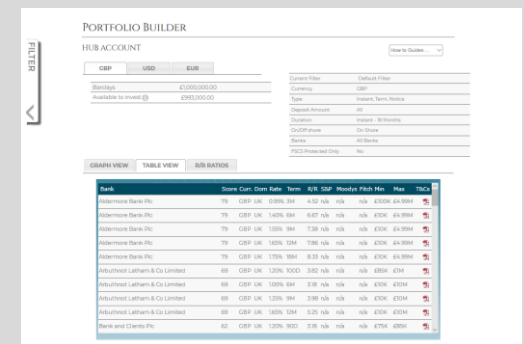 PORTFOLIO BUILDER
HUB ACCOUNT
How to Guides ...
FILTER
GBP USD EUR
Barclays £1,000,000.00
Available to Invest £993,000.00
Current Filter Default Filter
Currency GBP
Type Instant, Term, Notice
Deposit Amount All
Duration Instant - 18 Months
On/Offshore On Shore
Banks All Banks
FSCS Protected Only No
GRAPH VIEW TABLE VIEW R/R RATIOS
Bank Score Curr. Dom Rate Term R/R S&P Moodys Fitch Min Max T&Cs
Aldermore Bank Plc 79 GBP UK 0.95% 3M 4.52 n/a n/a n/a £100K £4.99M
Aldermore Bank Plc 79 GBP UK 1.40% 6M 6.67 n/a n/a n/a £10K £4.99M
Aldermore Bank Plc 79 GBP UK 1.55% 9M 7.38 n/a n/a n/a £10K £4.99M
Aldermore Bank Plc 79 GBP UK 1.65% 12M 7.86 n/a n/a n/a £10K £4.99M
Aldermore Bank Plc 79 GBP UK 1.75% 18M 8.33 n/a n/a n/a £10K £4.99M
Arbuthnot Latham & Co Limited 69 GBP UK 1.20% 100D 3.82 n/a n/a n/a £85K £1M
Arbuthnot Latham & Co Limited 69 GBP UK 1.00% 6M 3.18 n/a n/a n/a £10K £10M
Arbuthnot Latham & Co Limited 69 GBP UK 1.25% 9M 3.98 n/a n/a n/a £10K £10M
Arbuthnot Latham & Co Limited 69 GBP UK 1.65% 12M 5.25 n/a n/a n/a £10K £10M
Bank and Clients Plc 62 GBP UK 1.20% 90D 3.16 n/a n/a n/a £75K £85K